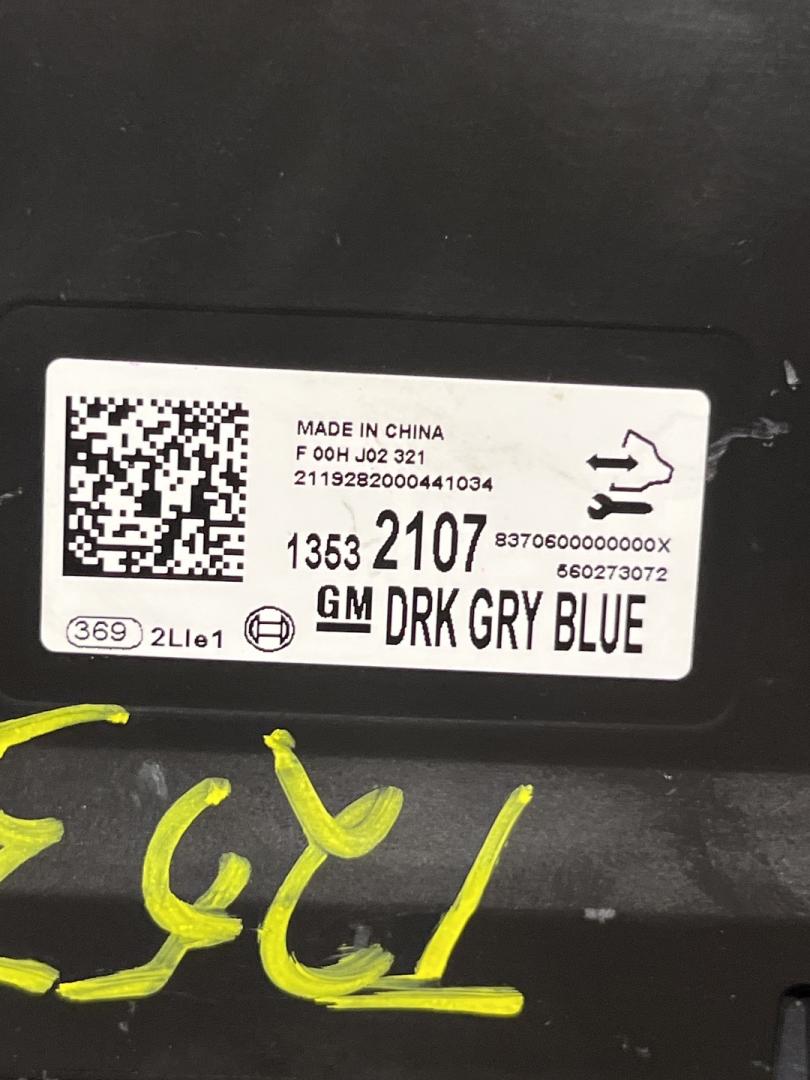 MADE IN CHINA
F 00H J02 321
2119282000441034
1353 2107 8370600000000X
560273072
369 2LIe1 GM DRK GRY BLUE